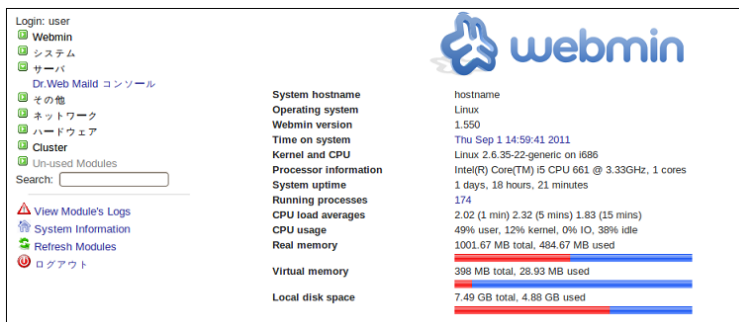 Login: user
Webmin
システム
サーバ
Dr.Web Maild コンソール
その他
ネットワーク
ハードウェア
Cluster
Un-used Modules
Search:
View Module's Logs
System Information
Refresh Modules
ログアウト
webmin
System hostname hostname
Operating system Linux
Webmin version 1.550
Time on system Thu Sep 1 14:59:41 2011
Kernel and CPU Linux 2.6.35-22-generic on i686
Processor information Intel(R) Core(TM) i5 CPU 661 @ 3.33GHz, 1 cores
System uptime 1 days, 18 hours, 21 minutes
Running processes 174
CPU load averages 2.02 (1 min) 2.32 (5 mins) 1.83 (15 mins)
CPU usage 49% user, 12% kernel, 0% IO, 38% idle
Real memory 1001.67 MB total, 484.67 MB used
Virtual memory 398 MB total, 28.93 MB used
Local disk space 7.49 GB total, 4.88 GB used